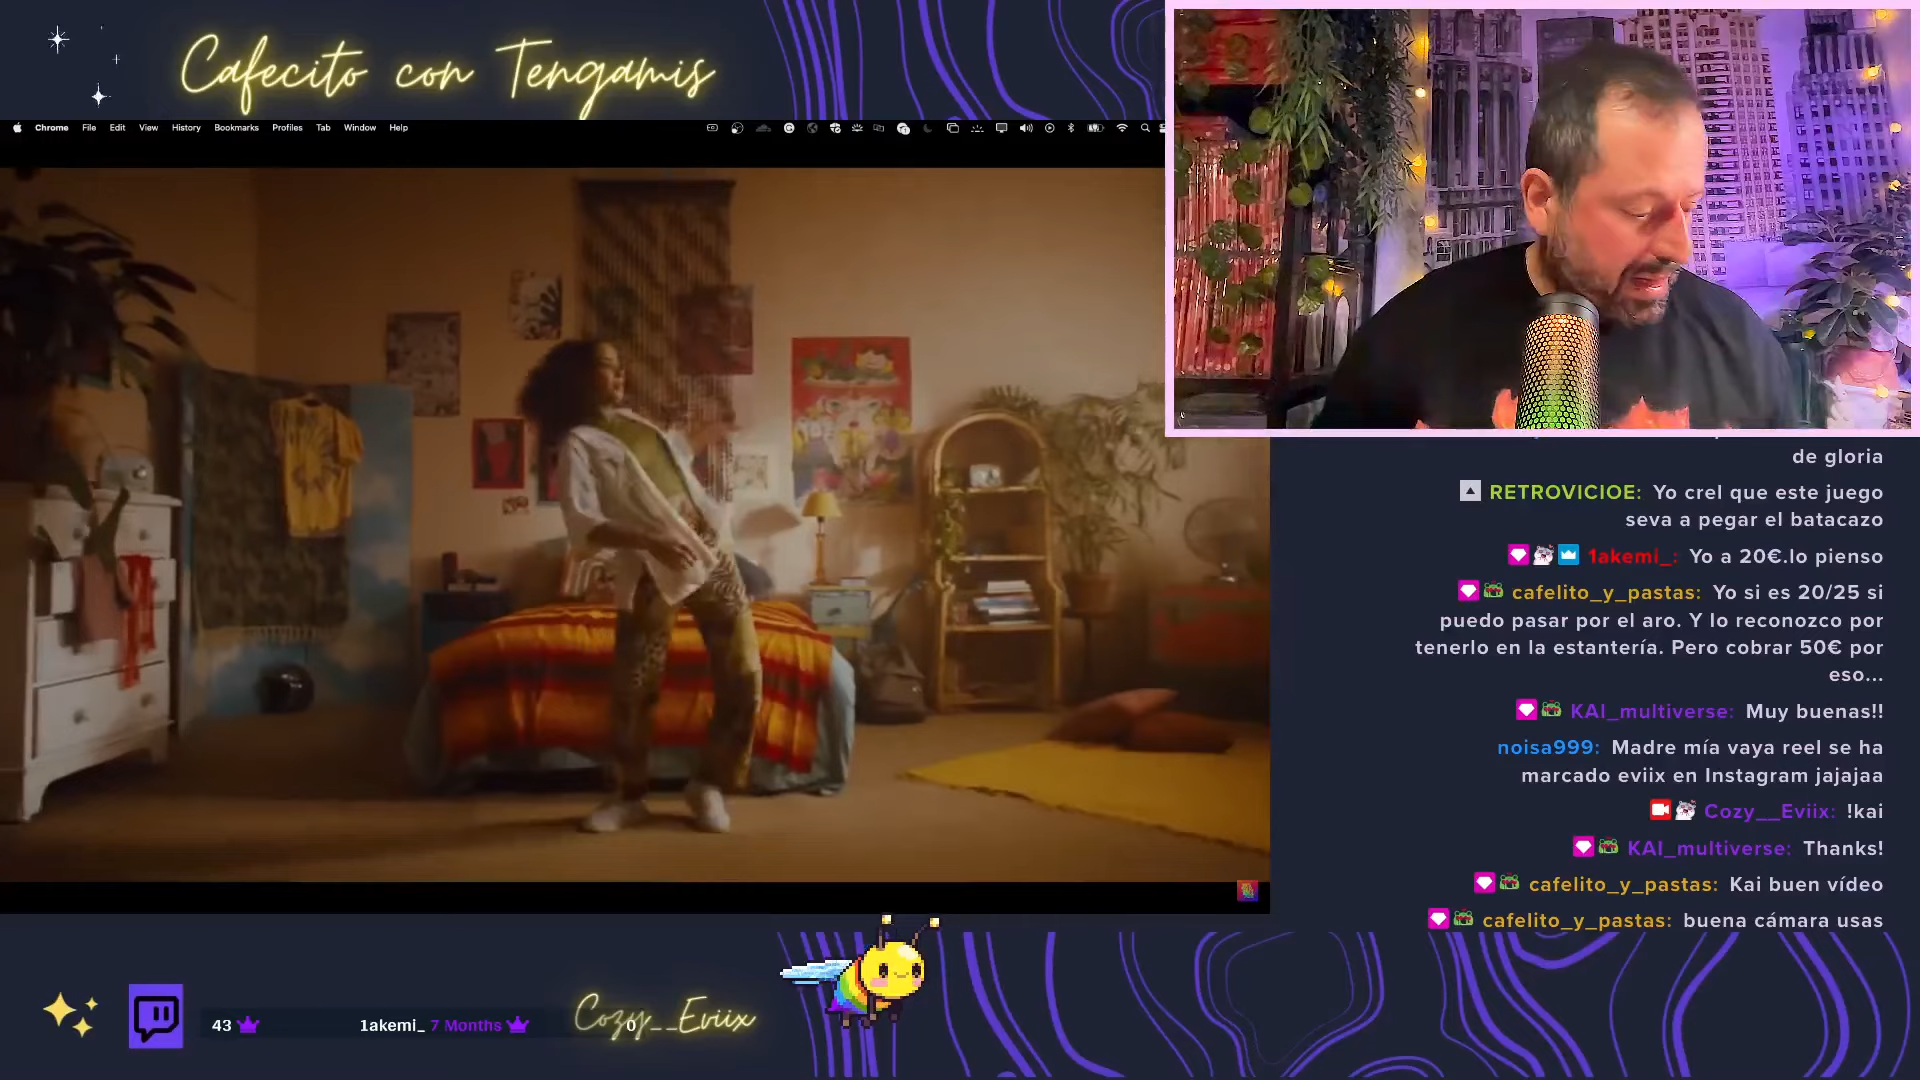 Cafecito con Tengamis
Chrome File Edit View History Bookmarks Profiles Tab Window Help
de gloria
RETROVICIOE: Yo crel que este juego
seva a pegar el batacazo
1akemi_: Yo a 20€.lo pienso
cafelito_y_pastas: Yo si es 20/25 si
puedo pasar por el aro. Y lo reconozco por
tenerlo en la estantería. Pero cobrar 50€ por
eso...
KAI_multiverse: Muy buenas!!
noisa999: Madre mía vaya reel se ha
marcado eviix en Instagram jajajaa
Cozy__Eviix: !kai
KAI_multiverse: Thanks!
cafelito_y_pastas: Kai buen vídeo
cafelito_y_pastas: buena cámara usas
43
1akemi_ 7 Months
0
Cozy__Eviix